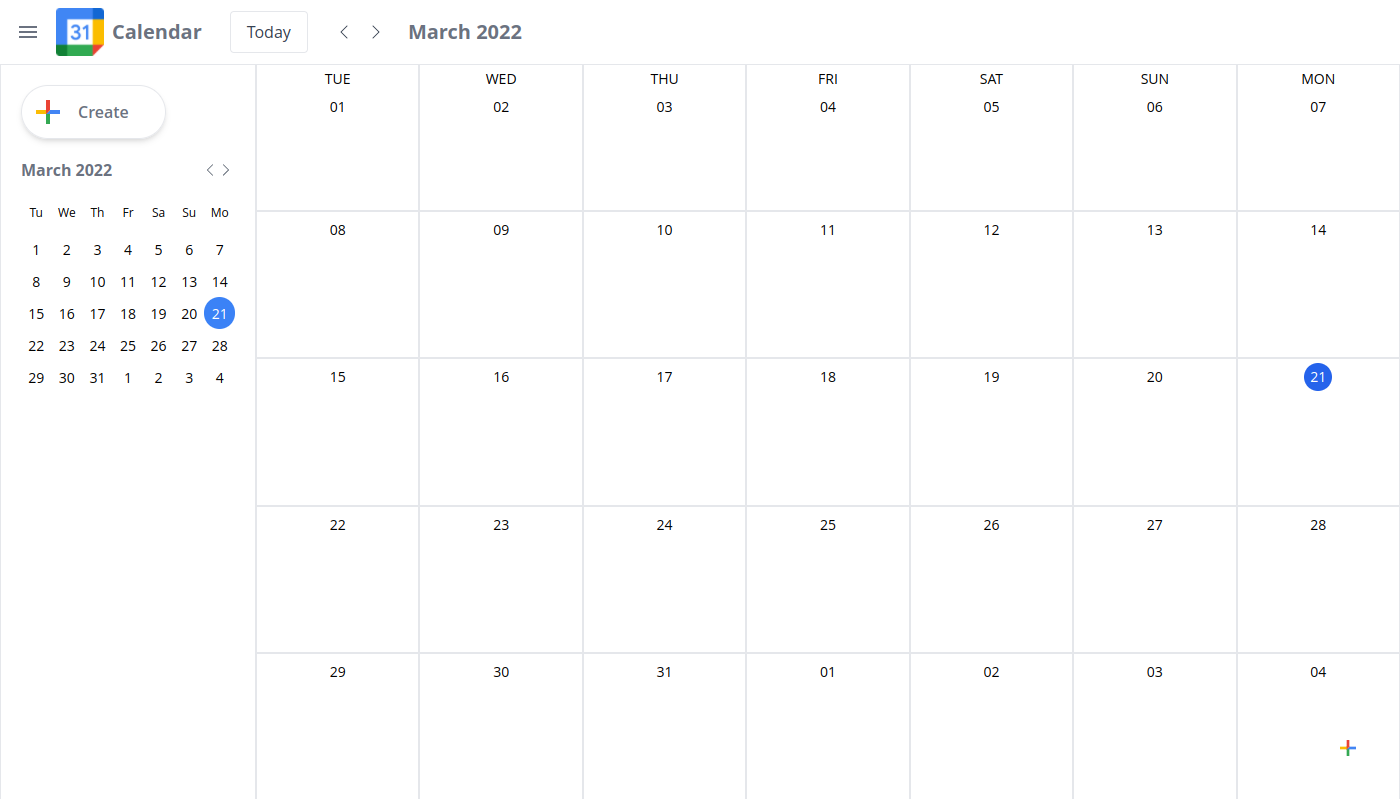 31 Calendar Today March 2022
Create
March 2022
Tu We Th Fr Sa Su Mo
1 2 3 4 5 6 7
8 9 10 11 12 13 14
15 16 17 18 19 20 21
22 23 24 25 26 27 28
29 30 31 1 2 3 4
TUE WED THU FRI SAT SUN MON
01 02 03 04 05 06 07
08 09 10 11 12 13 14
15 16 17 18 19 20 21
22 23 24 25 26 27 28
29 30 31 01 02 03 04